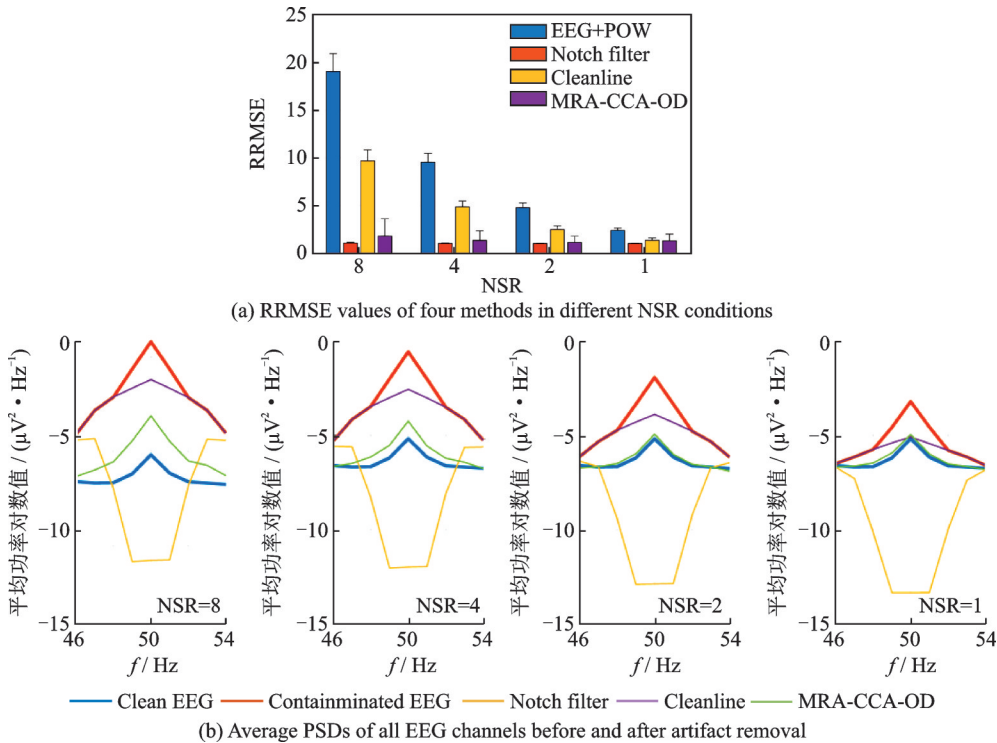 25
20
15
10
5
0
RRMSE
EEG+POW
Notch filter
Cleanline
MRA-CCA-OD
8 4 2 1
NSR
(a) RRMSE values of four methods in different NSR conditions
平均功率对数值 / (μV²·Hz⁻¹)
0
−5
−10
−15
NSR=8
46 50 54
f / Hz
平均功率对数值 / (μV²·Hz⁻¹)
0
−5
−10
−15
NSR=4
46 50 54
f / Hz
平均功率对数值 / (μV²·Hz⁻¹)
0
−5
−10
−15
NSR=2
46 50 54
f / Hz
平均功率对数值 / (μV²·Hz⁻¹)
0
−5
−10
−15
NSR=1
46 50 54
f / Hz
Clean EEG Containminated EEG Notch filter Cleanline MRA-CCA-OD
(b) Average PSDs of all EEG channels before and after artifact removal